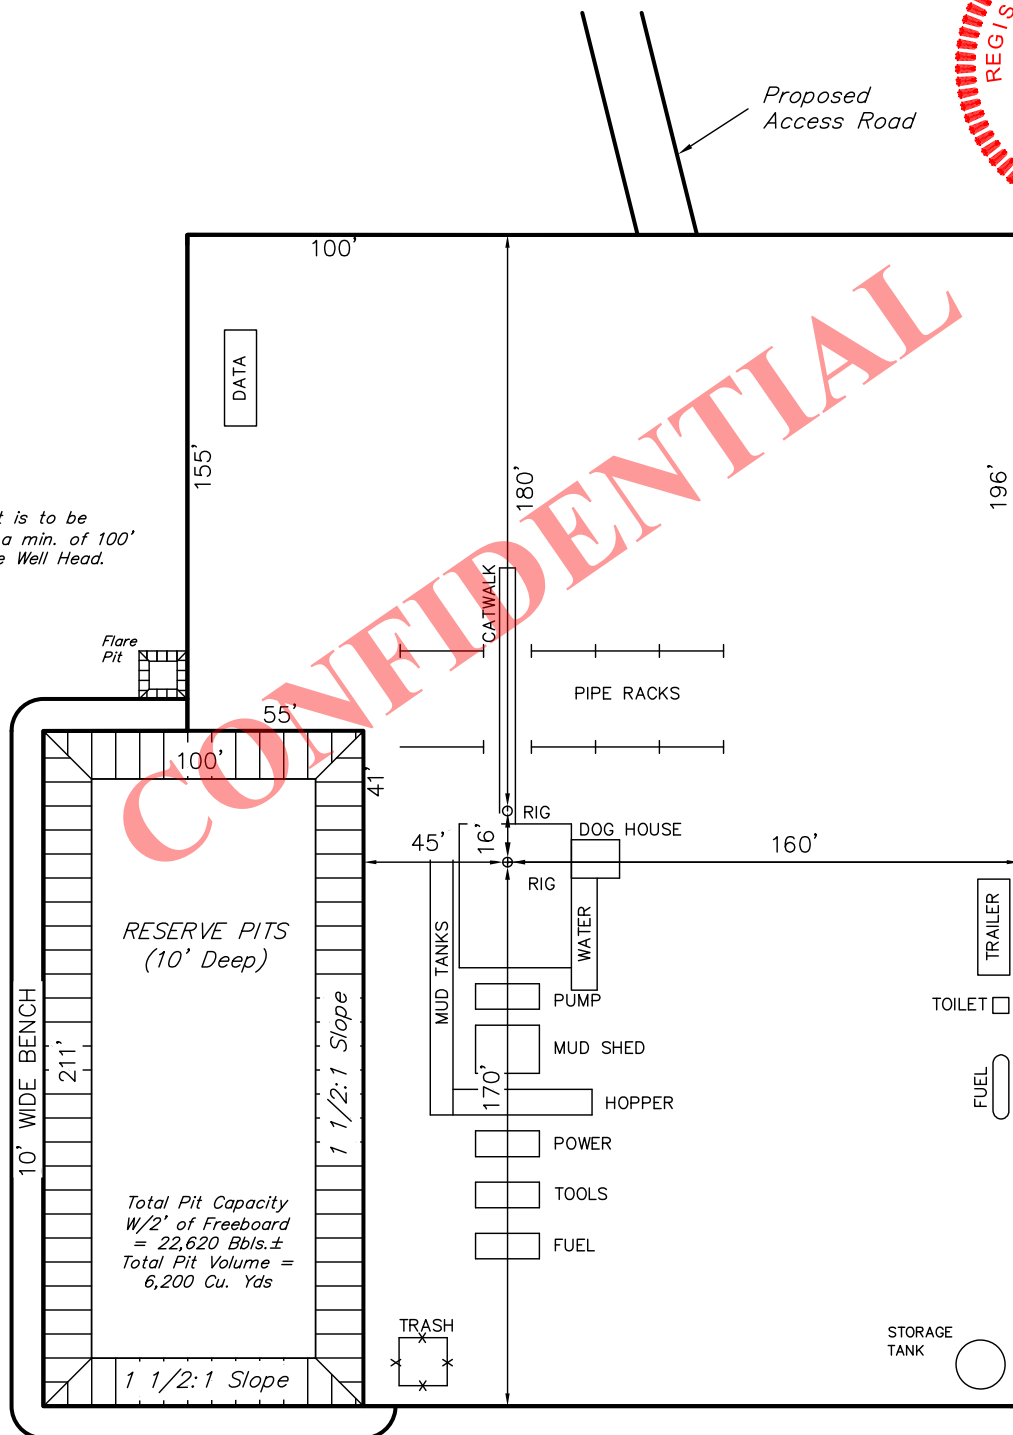 REGIS
Proposed
Access Road
100'
DATA
155'
180'
196'
t is to be
a min. of 100'
e Well Head.
CATWALK
Flare
Pit
PIPE RACKS
55'
100'
41'
CONFIDENTIAL
RIG
DOG HOUSE
45'
16'
160'
RIG
RESERVE PITS
(10' Deep)
MUD TANKS
WATER
TRAILER
PUMP
TOILET
10' WIDE BENCH
211'
1 1/2:1 Slope
MUD SHED
170'
FUEL
HOPPER
POWER
TOOLS
Total Pit Capacity
W/2' of Freeboard
= 22,620 Bbls.±
Total Pit Volume =
6,200 Cu. Yds
FUEL
TRASH
STORAGE
TANK
1 1/2:1 Slope